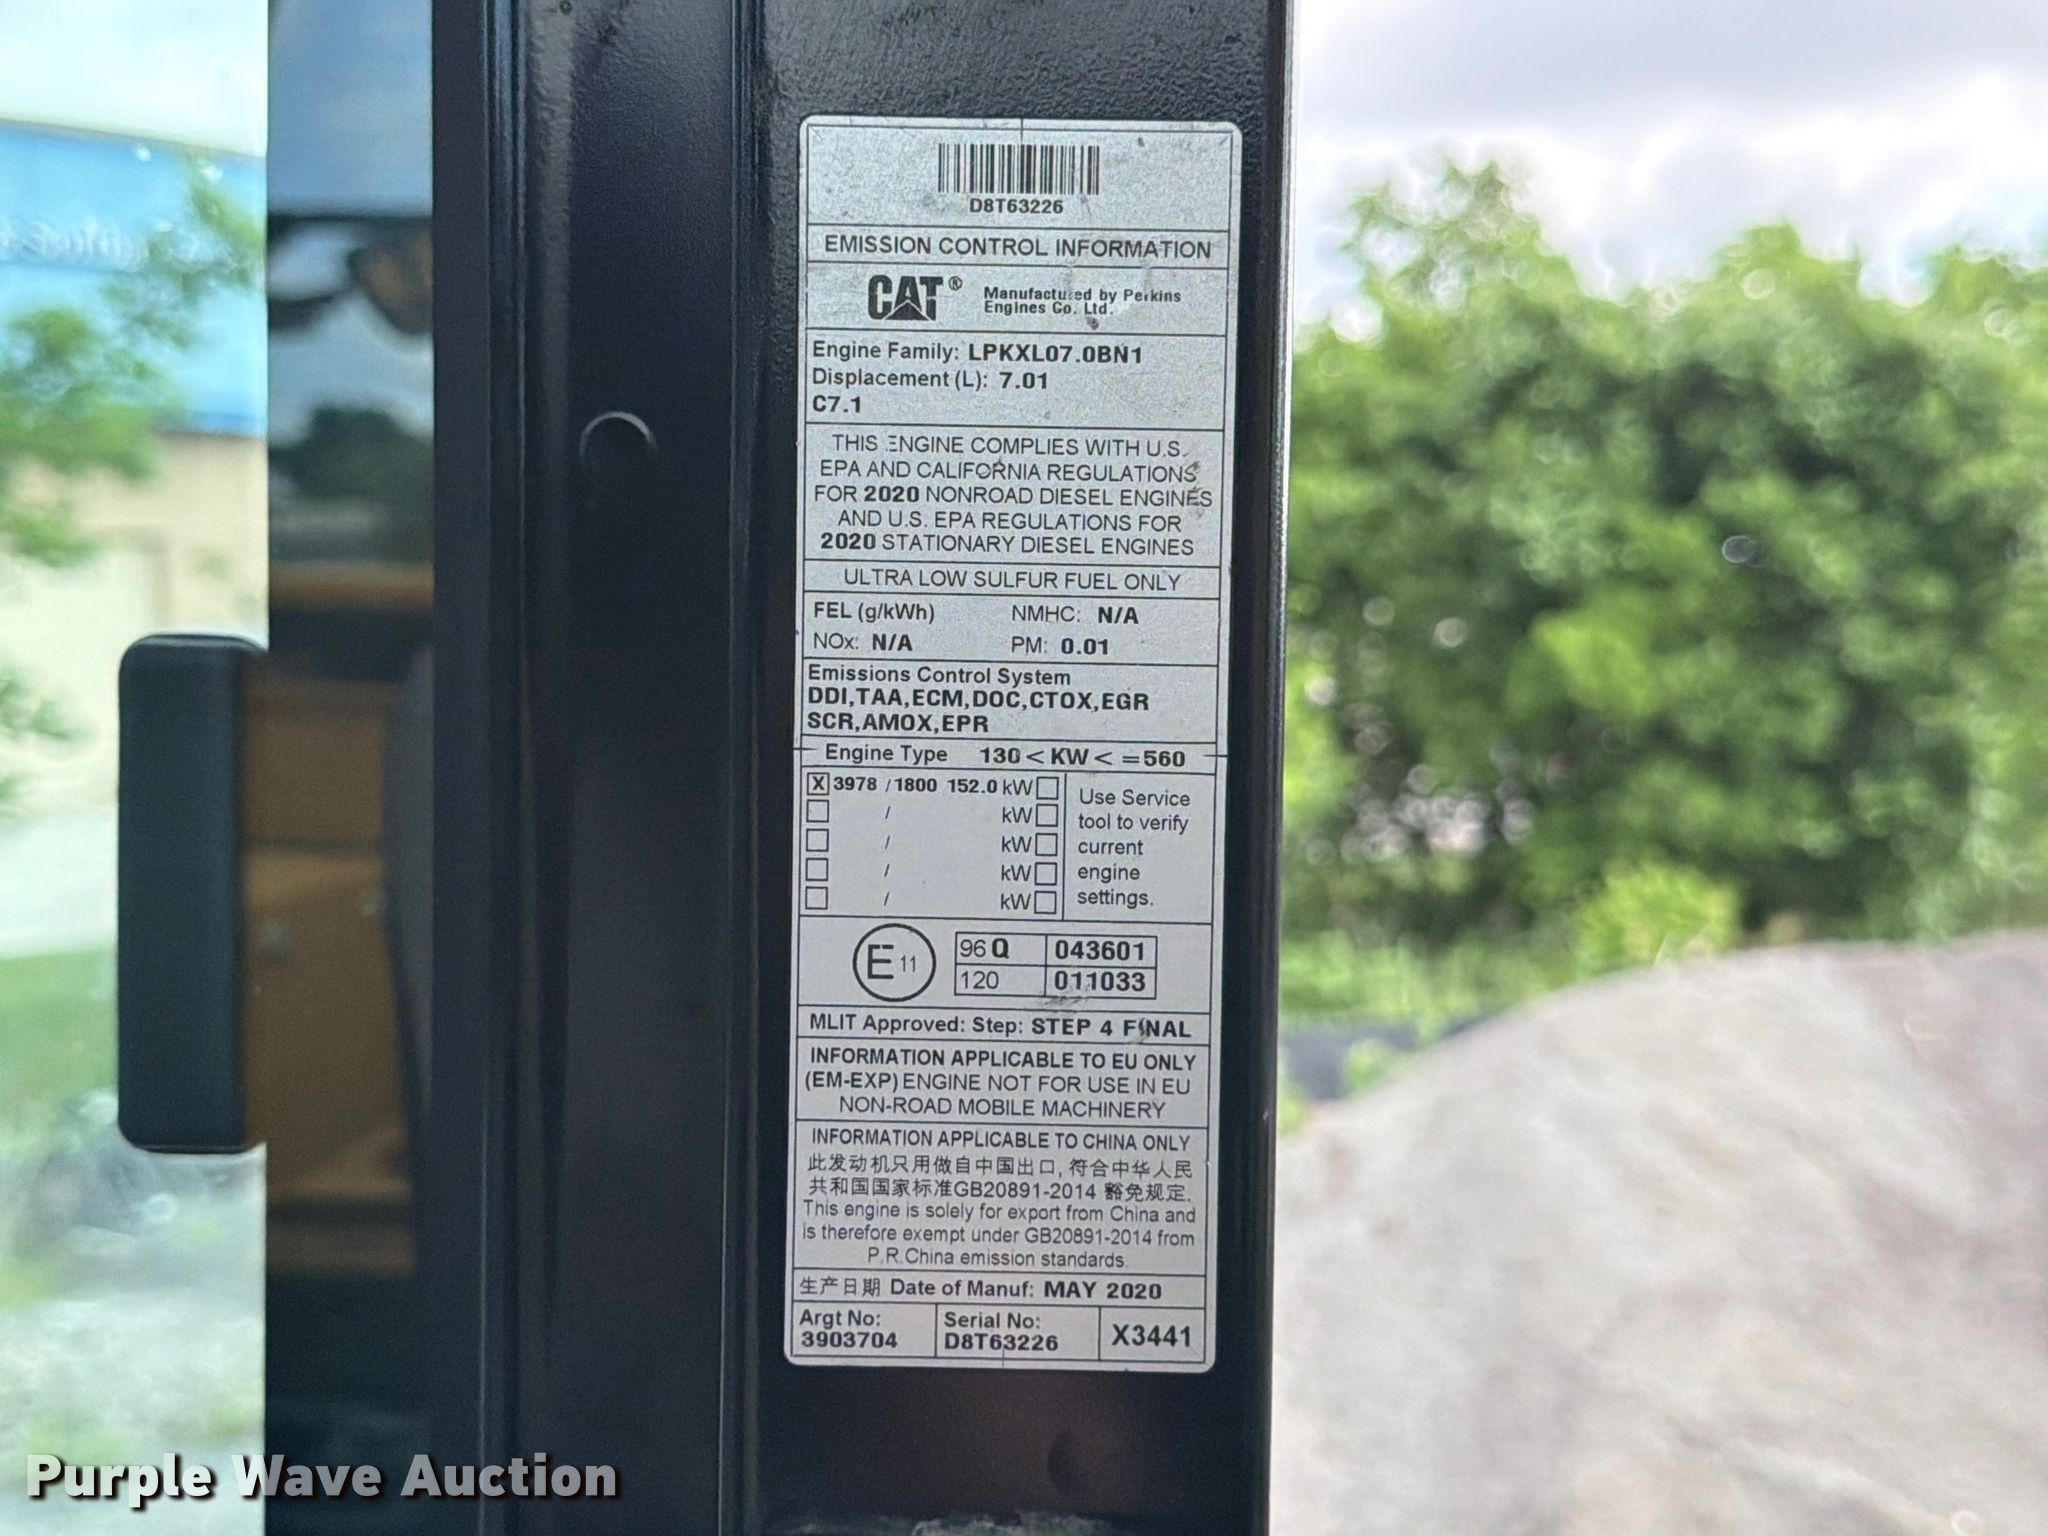 D8T63226
EMISSION CONTROL INFORMATION
CAT® Manufactured by Perkins
Engines Co. Ltd.
Engine Family: LPKXL07.0BN1
Displacement (L): 7.01
C7.1
THIS ENGINE COMPLIES WITH U.S.
EPA AND CALIFORNIA REGULATIONS
FOR 2020 NONROAD DIESEL ENGINES
AND U.S. EPA REGULATIONS FOR
2020 STATIONARY DIESEL ENGINES
ULTRA LOW SULFUR FUEL ONLY
FEL (g/kWh) NMHC: N/A
NOx: N/A PM: 0.01
Emissions Control System
DDI,TAA,ECM,DOC,CTOX,EGR
SCR,AMOX,EPR
Engine Type 130 < KW < =560
X 3978 / 1800 152.0 kW
/ kW
/ kW
/ kW
/ kW
Use Service
tool to verify
current
engine
settings.
E 11
96 Q 043601
120 011033
MLIT Approved: Step: STEP 4 FINAL
INFORMATION APPLICABLE TO EU ONLY
(EM-EXP) ENGINE NOT FOR USE IN EU
NON-ROAD MOBILE MACHINERY
INFORMATION APPLICABLE TO CHINA ONLY
此发动机只用做自中国出口, 符合中华人民
共和国国家标准GB20891-2014 豁免规定.
This engine is solely for export from China and
is therefore exempt under GB20891-2014 from
P.R.China emission standards.
生产日期 Date of Manuf: MAY 2020
Argt No:
3903704
Serial No:
D8T63226
X3441
Purple Wave Auction